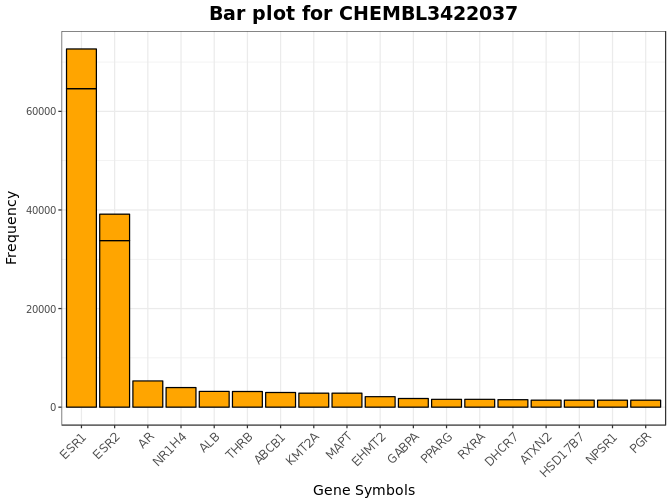 Bar plot for CHEMBL3422037
Frequency
60000
40000
20000
0
ESR1
ESR2
AR
NR1H4
ALB
THRB
ABCB1
KMT2A
MAPT
EHMT2
GABPA
PPARG
RXRA
DHCR7
ATXN2
HSD17B7
NPSR1
PGR
Gene Symbols